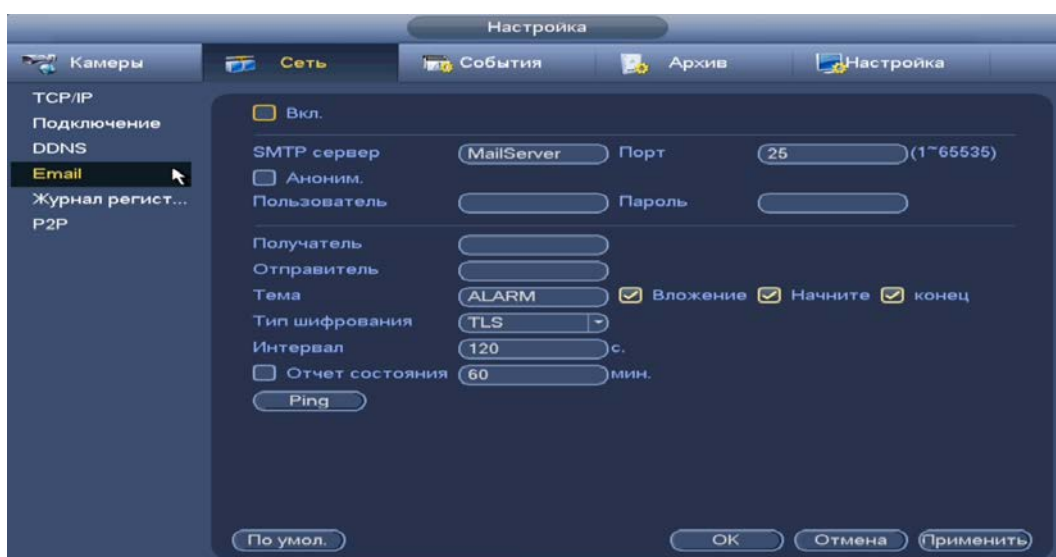 Настройка
Камеры Сеть События Архив Настройка
TCP/IP
Подключение
DDNS
Email
Журнал регист...
P2P
Вкл.
SMTP сервер MailServer Порт 25 (1~65535)
Аноним.
Пользователь Пароль
Получатель
Отправитель
Тема ALARM Вложение Начните конец
Тип шифрования TLS
Интервал 120 с.
Отчет состояния 60 мин.
Ping
По умол. OK Отмена Применить